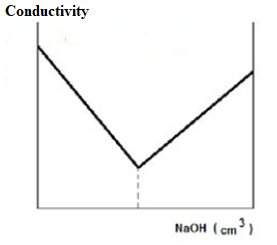 Conductivity
NaOH ( cm³ )